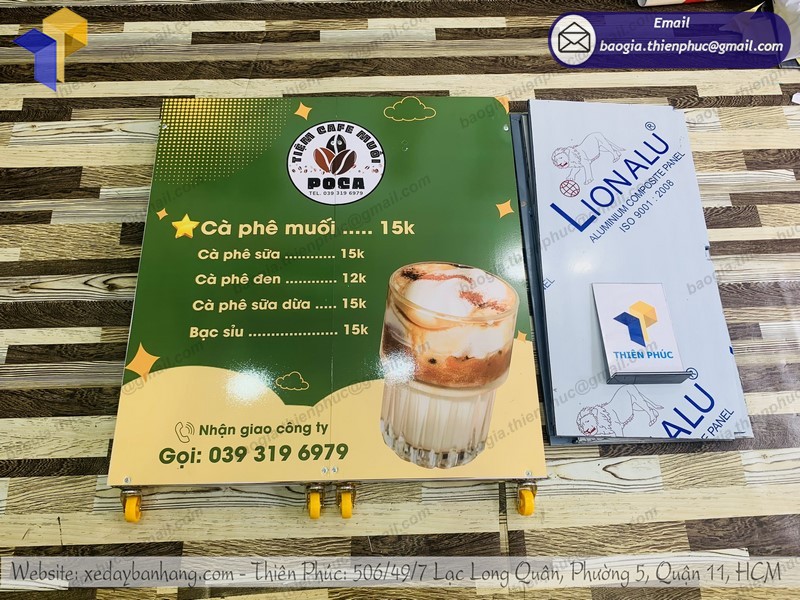 Email
baogia.thienphuc@gmail.com
TIỆM CAFE MUỐI
POCA
TEL. 039 319 6979
Cà phê muối ..... 15k
Cà phê sữa ............ 15k
Cà phê đen ............ 12k
Cà phê sữa dừa ..... 15k
Bạc sỉu .................... 15k
Nhận giao công ty
Gọi: 039 319 6979
LIONALU®
ALUMINIUM COMPOSITE PANEL
ISO 9001 : 2008
THIÊN PHÚC
ALU®
E PANEL
Website: xedaybanhang.com - Thiên Phúc: 506/49/7 Lạc Long Quân, Phường 5, Quận 11, HCM